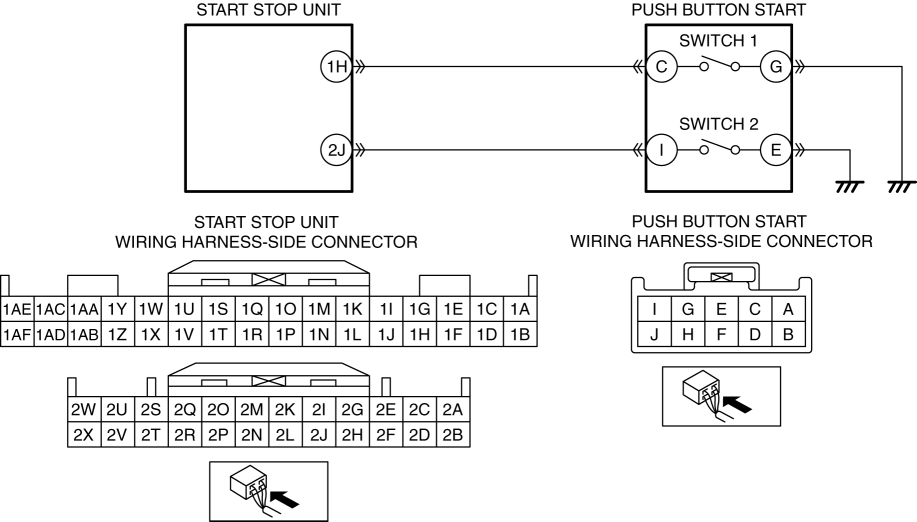 START STOP UNIT
PUSH BUTTON START
SWITCH 1
1H
C
G
SWITCH 2
2J
I
E
START STOP UNIT
WIRING HARNESS-SIDE CONNECTOR
PUSH BUTTON START
WIRING HARNESS-SIDE CONNECTOR
1AE 1AC 1AA 1Y 1W 1U 1S 1Q 1O 1M 1K 1I 1G 1E 1C 1A
1AF 1AD 1AB 1Z 1X 1V 1T 1R 1P 1N 1L 1J 1H 1F 1D 1B
I G E C A
J H F D B
2W 2U 2S 2Q 2O 2M 2K 2I 2G 2E 2C 2A
2X 2V 2T 2R 2P 2N 2L 2J 2H 2F 2D 2B